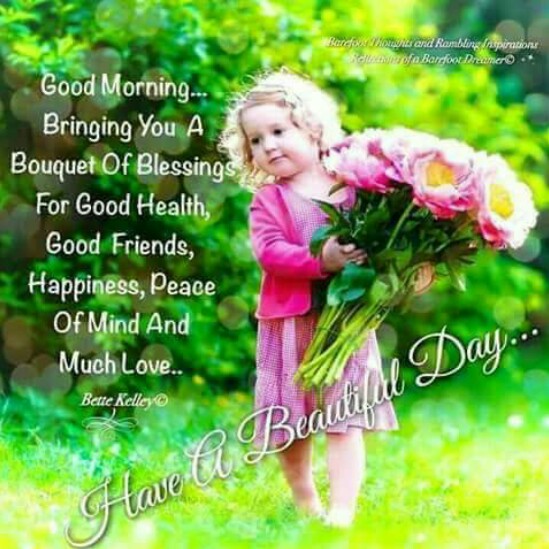 Barefoot Thoughts and Rambling Inspirations
Reflections of a Barefoot Dreamer©
Good Morning...
Bringing You A
Bouquet Of Blessings
For Good Health,
Good Friends,
Happiness, Peace
Of Mind And
Much Love..
Bette Kelley©
Have A Beautiful Day...